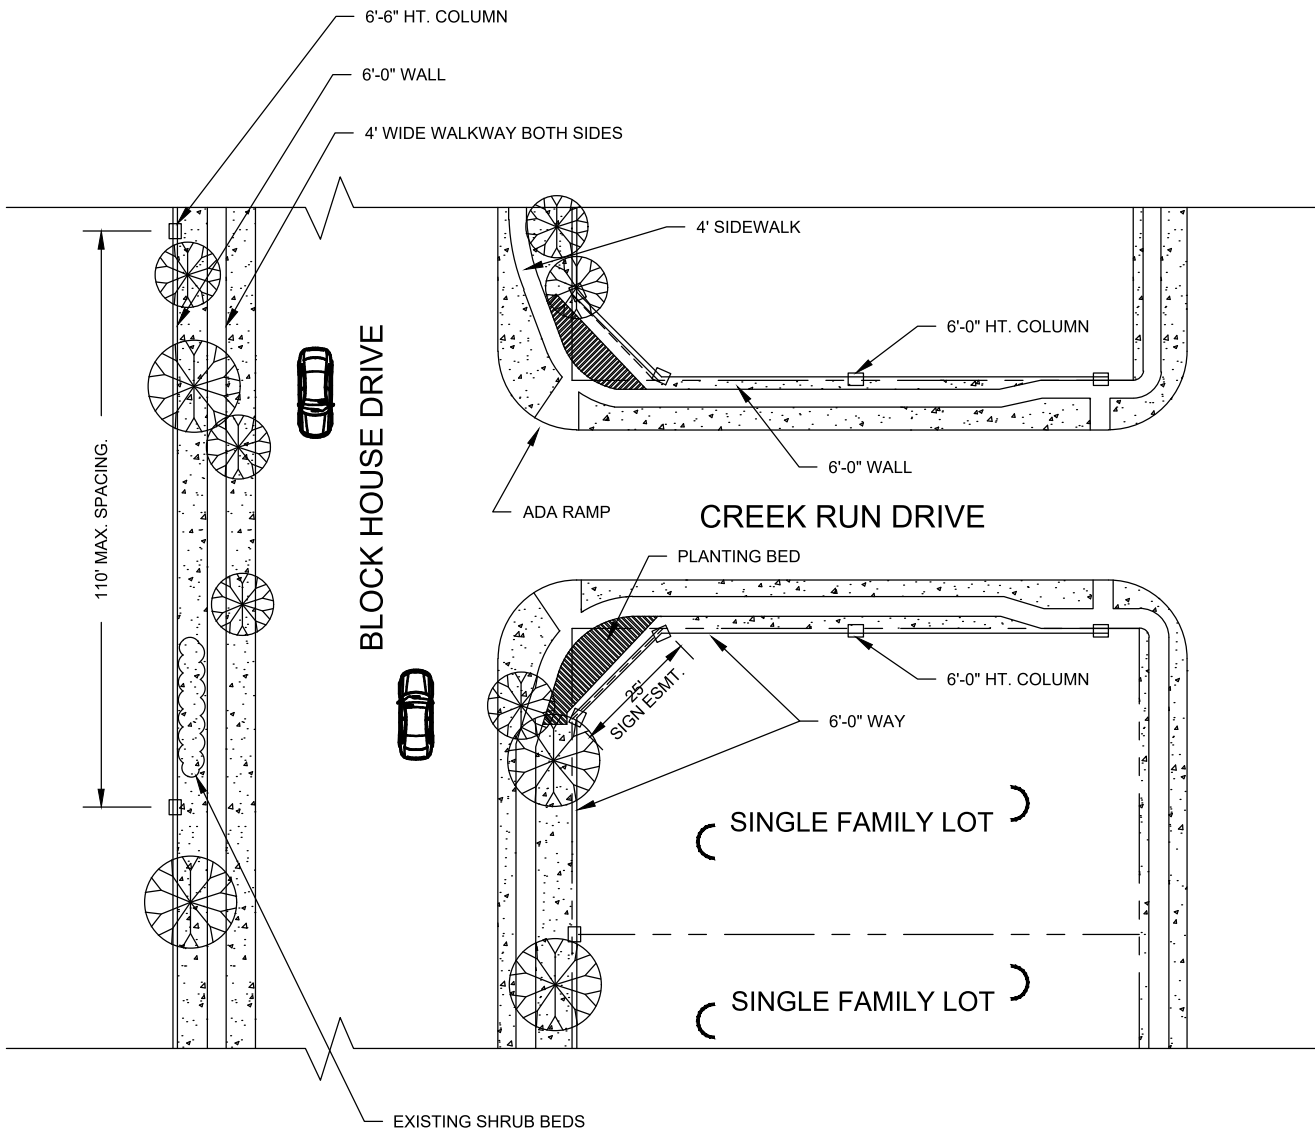 6'-6" HT. COLUMN
6'-0" WALL
4' WIDE WALKWAY BOTH SIDES
4' SIDEWALK
6'-0" HT. COLUMN
6'-0" WALL
110' MAX. SPACING.
BLOCK HOUSE DRIVE
ADA RAMP
CREEK RUN DRIVE
PLANTING BED
25'
SIGN ESMT.
6'-0" HT. COLUMN
6'-0" WAY
SINGLE FAMILY LOT
SINGLE FAMILY LOT
EXISTING SHRUB BEDS